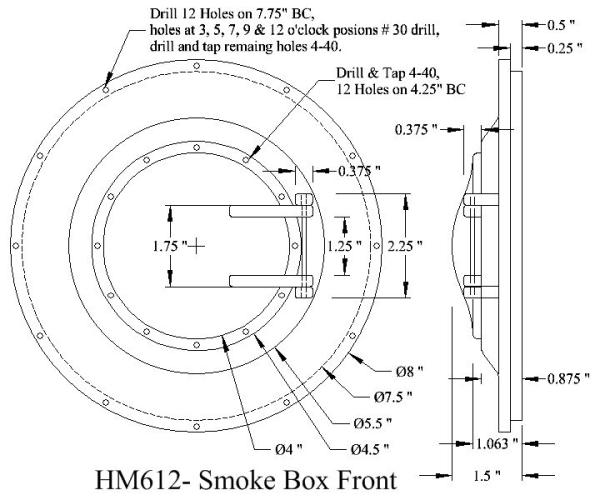 Drill 12 Holes on 7.75" BC,
holes at 3, 5, 7, 9 & 12 o'clock posions # 30 drill,
drill and tap remaing holes 4-40.
0.5 "
0.25 "
Drill & Tap 4-40,
12 Holes on 4.25" BC
0.375 "
0.375 "
1.75 "
1.25 "
2.25 "
Ø8 "
0.875 "
Ø7.5 "
Ø5.5 "
Ø4 "
Ø4.5 "
1.063 "
1.5 "
HM612- Smoke Box Front